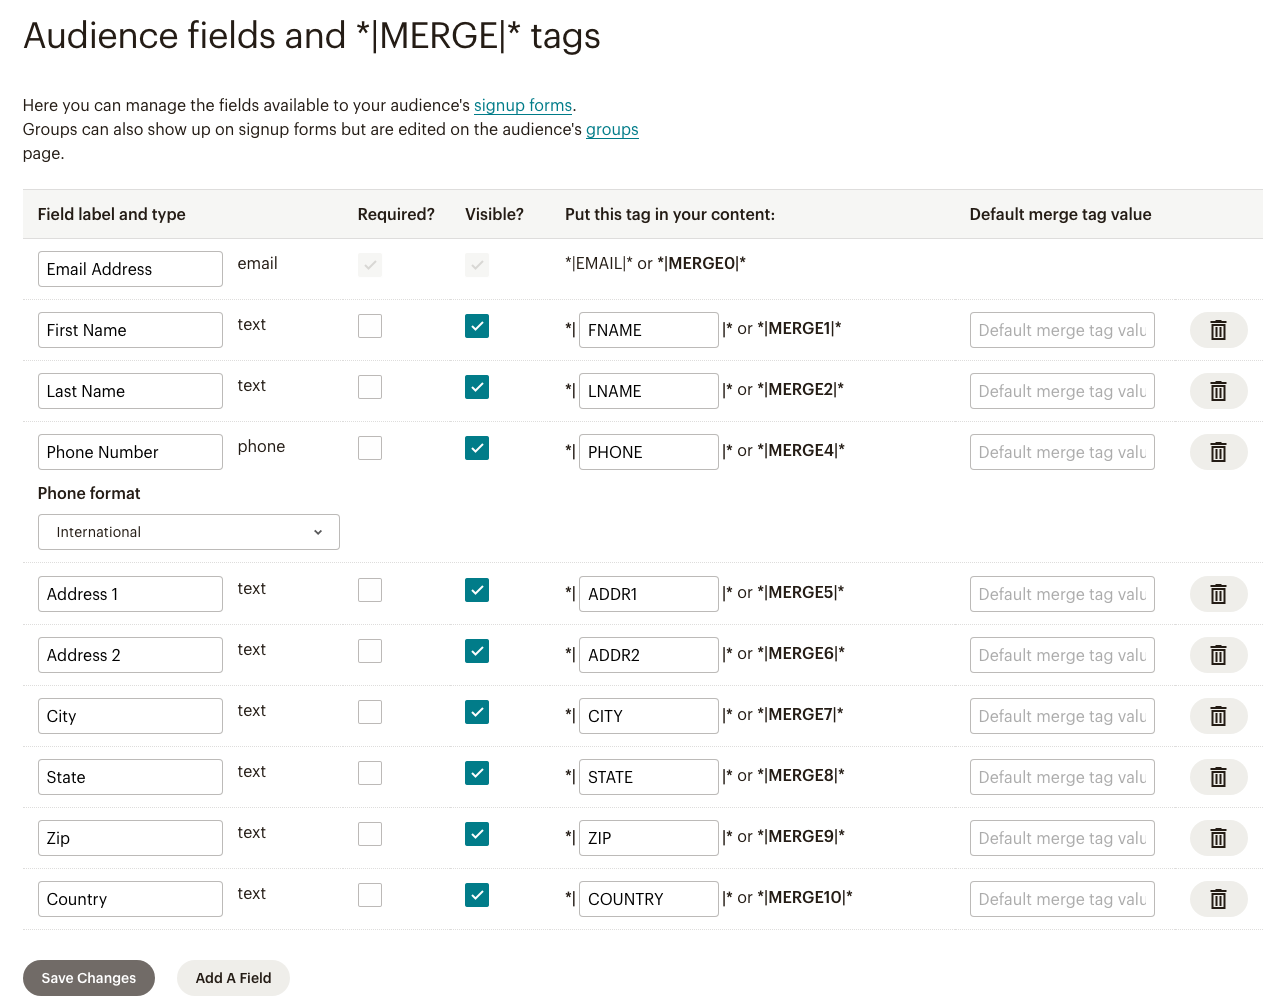 Audience fields and *|MERGE|* tags
Here you can manage the fields available to your audience's signup forms.
Groups can also show up on signup forms but are edited on the audience's groups
page.
Field label and type Required? Visible? Put this tag in your content: Default merge tag value
Email Address email *|EMAIL|* or *|MERGE0|*
First Name text *| FNAME |* or *|MERGE1|* Default merge tag valu
Last Name text *| LNAME |* or *|MERGE2|* Default merge tag valu
Phone Number phone *| PHONE |* or *|MERGE4|* Default merge tag valu
Phone format
International
Address 1 text *| ADDR1 |* or *|MERGE5|* Default merge tag valu
Address 2 text *| ADDR2 |* or *|MERGE6|* Default merge tag valu
City text *| CITY |* or *|MERGE7|* Default merge tag valu
State text *| STATE |* or *|MERGE8|* Default merge tag valu
Zip text *| ZIP |* or *|MERGE9|* Default merge tag valu
Country text *| COUNTRY |* or *|MERGE10|* Default merge tag valu
Save Changes Add A Field